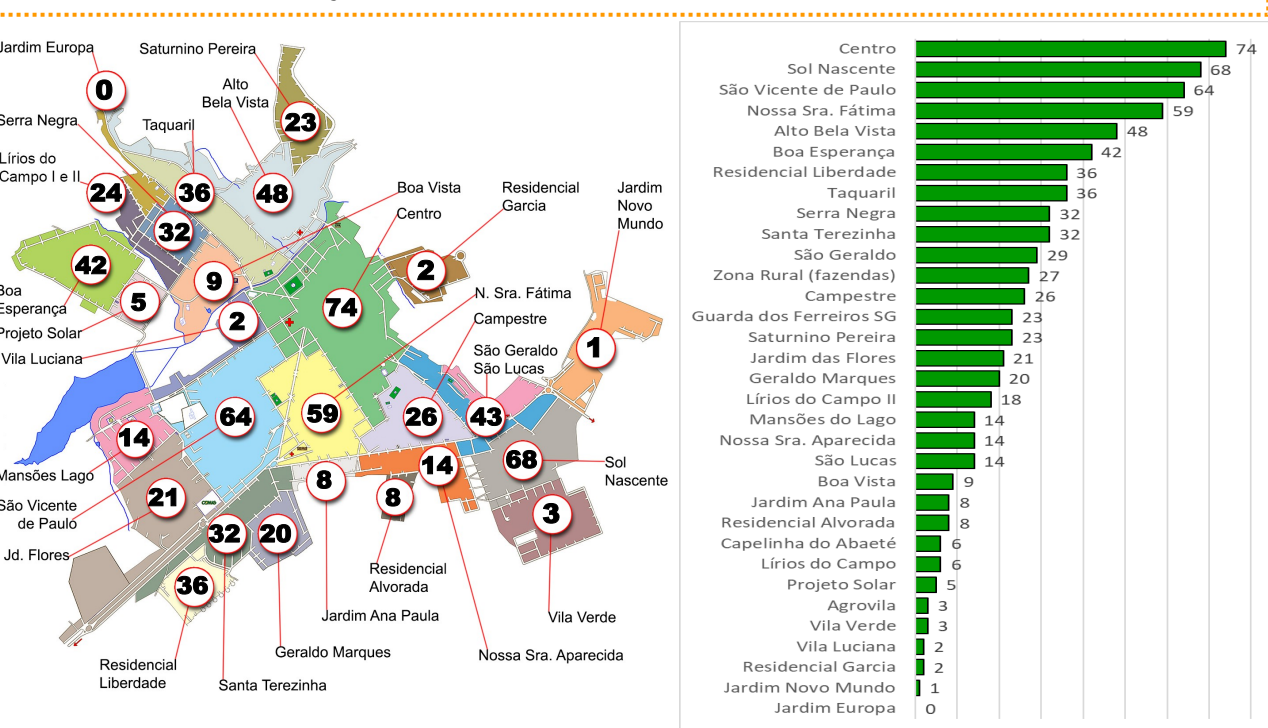 Jardim Europa
0
Saturnino Pereira
23
Alto
Bela Vista
48
Serra Negra
32
Taquaril
36
Lírios do
Campo I e II
24
42
Boa
Esperança
5
Projeto Solar
9
Boa Vista
2
Vila Luciana
Centro
74
Residencial
Garcia
2
Jardim
Novo
Mundo
1
N. Sra. Fátima
59
Campestre
26
São Geraldo
São Lucas
43
64
14
Mansões Lago
São Vicente
de Paulo
21
Jd. Flores
CONAB
32
20
36
8
8
14
68
Sol
Nascente
3
Residencial
Alvorada
Jardim Ana Paula
Vila Verde
Geraldo Marques
Nossa Sra. Aparecida
Residencial
Liberdade
Santa Terezinha
Centro 74
Sol Nascente 68
São Vicente de Paulo 64
Nossa Sra. Fátima 59
Alto Bela Vista 48
Boa Esperança 42
Residencial Liberdade 36
Taquaril 36
Serra Negra 32
Santa Terezinha 32
São Geraldo 29
Zona Rural (fazendas) 27
Campestre 26
Guarda dos Ferreiros SG 23
Saturnino Pereira 23
Jardim das Flores 21
Geraldo Marques 20
Lírios do Campo II 18
Mansões do Lago 14
Nossa Sra. Aparecida 14
São Lucas 14
Boa Vista 9
Jardim Ana Paula 8
Residencial Alvorada 8
Capelinha do Abaeté 6
Lírios do Campo 6
Projeto Solar 5
Agrovila 3
Vila Verde 3
Vila Luciana 2
Residencial Garcia 2
Jardim Novo Mundo 1
Jardim Europa 0